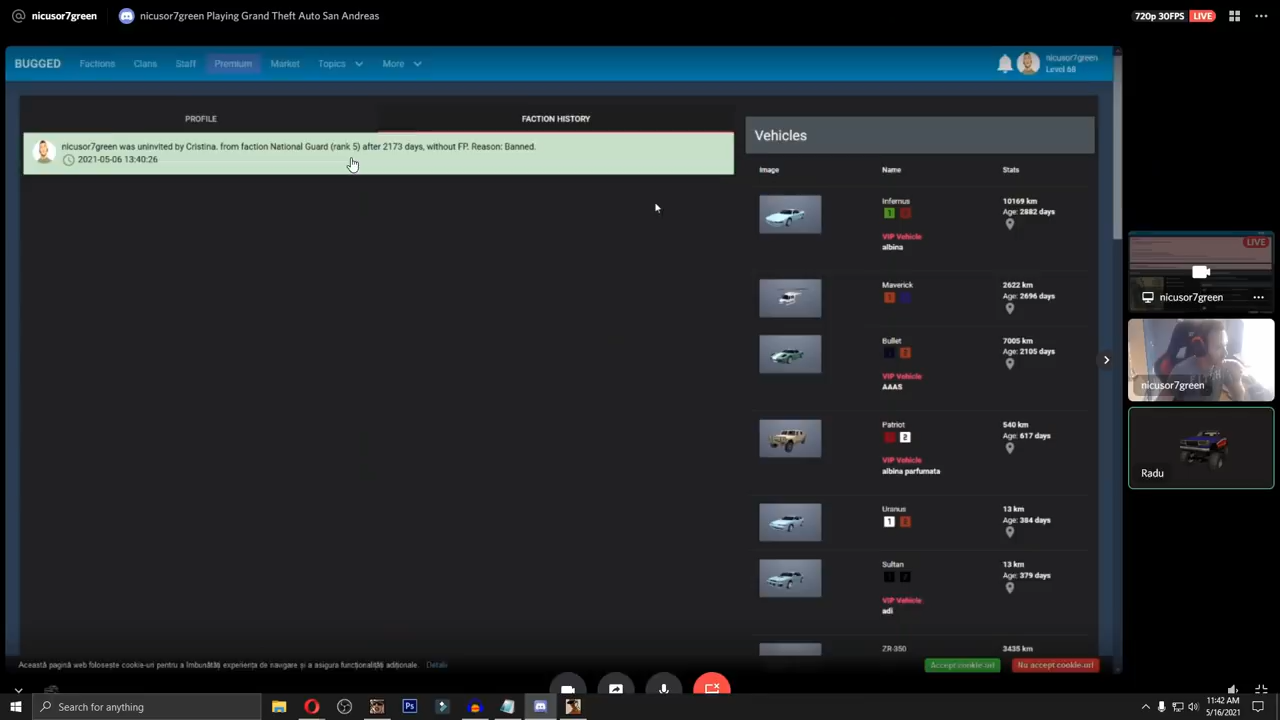 nicusor7green
nicusor7green Playing Grand Theft Auto San Andreas
720p 30FPS LIVE
BUGGED Factions Clans Staff Premium Market Topics More
nicusor7green
Level 68
PROFILE
FACTION HISTORY
nicusor7green was uninvited by Cristina. from faction National Guard (rank 5) after 2173 days, without FP. Reason: Banned.
2021-05-06 13:40:26
Vehicles
Image Name Stats
Infernus
1
VIP Vehicle
albina
10169 km
Age: 2882 days
Maverick
2622 km
Age: 2696 days
Bullet
VIP Vehicle
AAAS
7005 km
Age: 2105 days
Patriot
2
VIP Vehicle
albina parfumata
540 km
Age: 617 days
Uranus
1
13 km
Age: 384 days
Sultan
VIP Vehicle
adi
13 km
Age: 379 days
ZR-350
3435 km
Această pagină web folosește cookie-uri pentru a îmbunătăți experiența de navigare și a asigura funcționalități adiționale. Detalii
Accept cookie-uri
Nu accept cookie-uri
LIVE
nicusor7green
nicusor7green
Radu
Search for anything
Ps
11:42 AM
5/16/2021